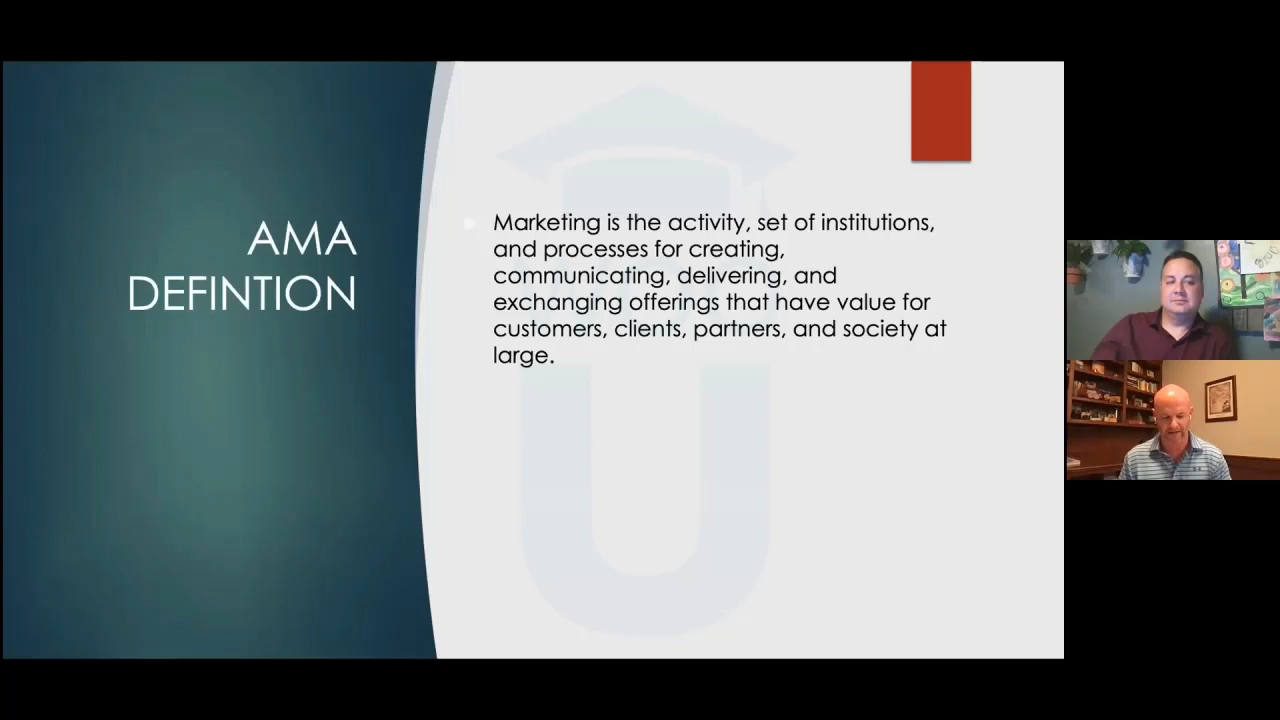 AMA
DEFINTION
Marketing is the activity, set of institutions,
and processes for creating,
communicating, delivering, and
exchanging offerings that have value for
customers, clients, partners, and society at
large.